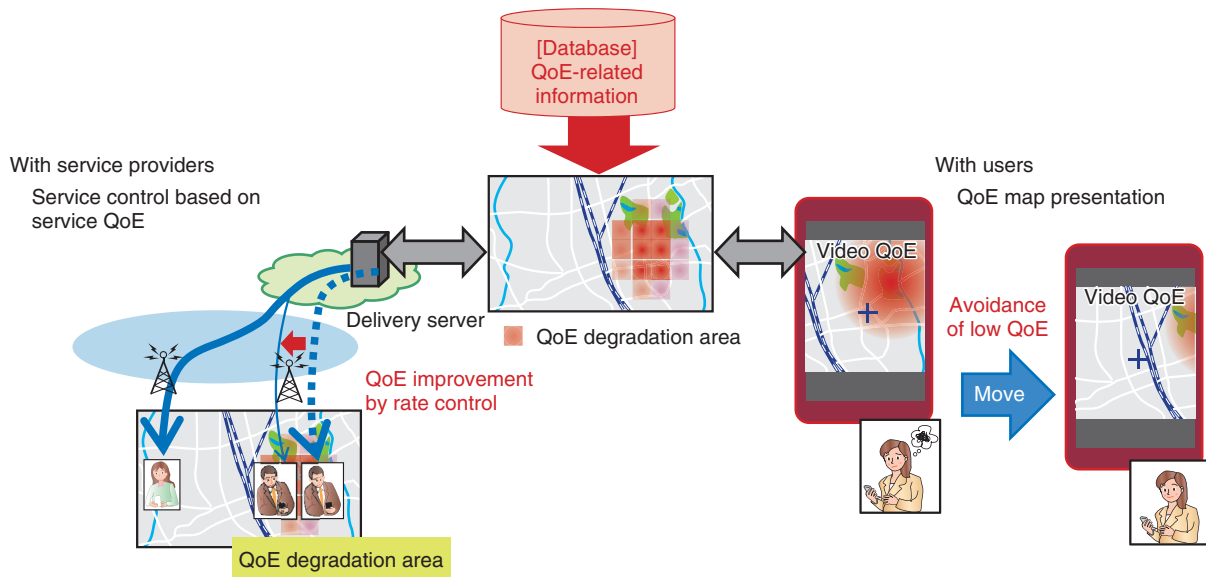 [Database]
QoE-related
information
With service providers
Service control based on
service QoE
With users
QoE map presentation
Video QoE
Delivery server
QoE degradation area
Avoidance
of low QoE
Video QoE
QoE improvement
by rate control
Move
QoE degradation area